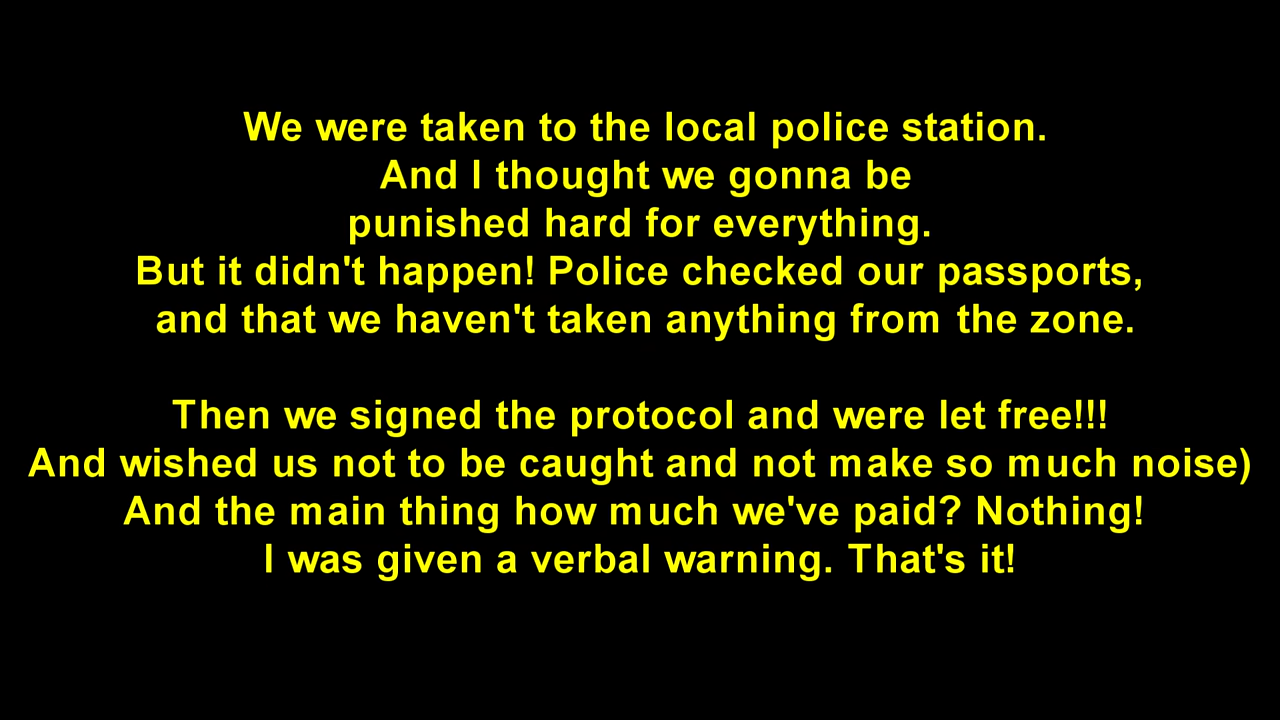 We were taken to the local police station.
And I thought we gonna be
punished hard for everything.
But it didn't happen! Police checked our passports,
and that we haven't taken anything from the zone.
Then we signed the protocol and were let free!!!
And wished us not to be caught and not make so much noise)
And the main thing how much we've paid? Nothing!
I was given a verbal warning. That's it!